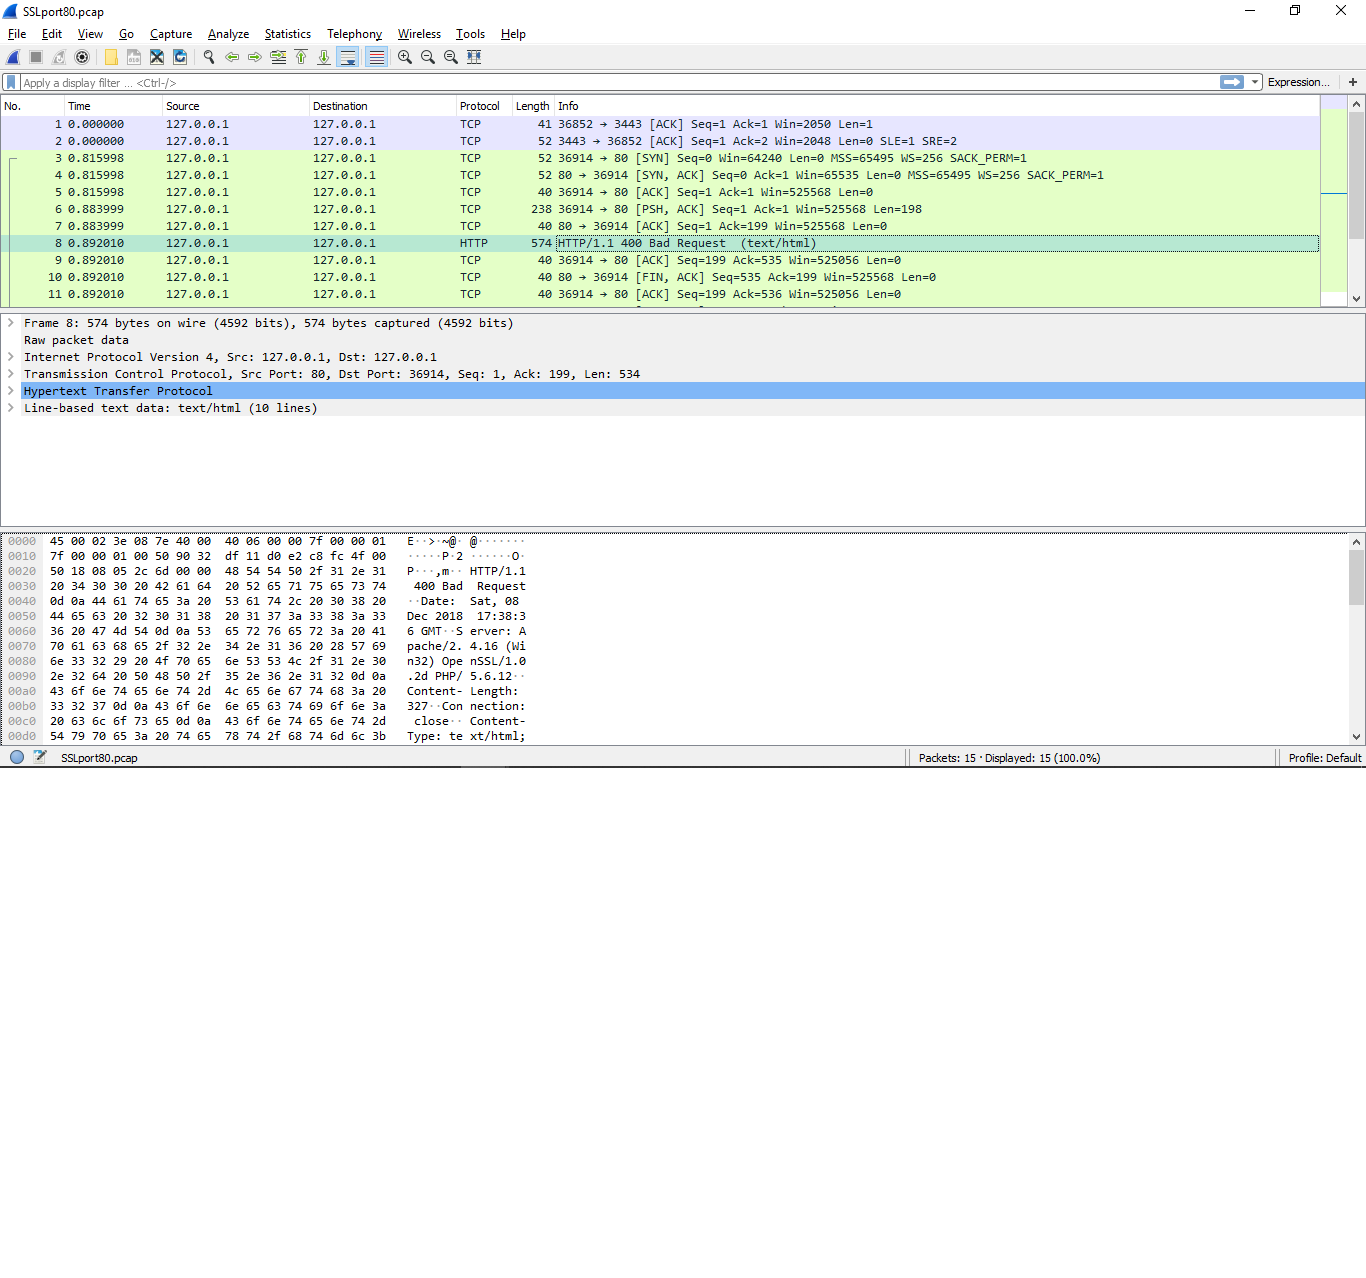 SSLport80.pcap
File Edit View Go Capture Analyze Statistics Telephony Wireless Tools Help
Apply a display filter ... <Ctrl-/> Expression... +
No. Time Source Destination Protocol Length Info
1 0.000000 127.0.0.1 127.0.0.1 TCP 41 36852 → 3443 [ACK] Seq=1 Ack=1 Win=2050 Len=1
2 0.000000 127.0.0.1 127.0.0.1 TCP 52 3443 → 36852 [ACK] Seq=1 Ack=2 Win=2048 Len=0 SLE=1 SRE=2
3 0.815998 127.0.0.1 127.0.0.1 TCP 52 36914 → 80 [SYN] Seq=0 Win=64240 Len=0 MSS=65495 WS=256 SACK_PERM=1
4 0.815998 127.0.0.1 127.0.0.1 TCP 52 80 → 36914 [SYN, ACK] Seq=0 Ack=1 Win=65535 Len=0 MSS=65495 WS=256 SACK_PERM=1
5 0.815998 127.0.0.1 127.0.0.1 TCP 40 36914 → 80 [ACK] Seq=1 Ack=1 Win=525568 Len=0
6 0.883999 127.0.0.1 127.0.0.1 TCP 238 36914 → 80 [PSH, ACK] Seq=1 Ack=1 Win=525568 Len=198
7 0.883999 127.0.0.1 127.0.0.1 TCP 40 80 → 36914 [ACK] Seq=1 Ack=199 Win=525568 Len=0
8 0.892010 127.0.0.1 127.0.0.1 HTTP 574 HTTP/1.1 400 Bad Request (text/html)
9 0.892010 127.0.0.1 127.0.0.1 TCP 40 36914 → 80 [ACK] Seq=199 Ack=535 Win=525056 Len=0
10 0.892010 127.0.0.1 127.0.0.1 TCP 40 80 → 36914 [FIN, ACK] Seq=535 Ack=199 Win=525568 Len=0
11 0.892010 127.0.0.1 127.0.0.1 TCP 40 36914 → 80 [ACK] Seq=199 Ack=536 Win=525056 Len=0
Frame 8: 574 bytes on wire (4592 bits), 574 bytes captured (4592 bits)
Raw packet data
Internet Protocol Version 4, Src: 127.0.0.1, Dst: 127.0.0.1
Transmission Control Protocol, Src Port: 80, Dst Port: 36914, Seq: 1, Ack: 199, Len: 534
Hypertext Transfer Protocol
Line-based text data: text/html (10 lines)
0000 45 00 02 3e 08 7e 40 00 40 06 00 00 7f 00 00 01 E··>·~@· @·······
0010 7f 00 00 01 00 50 90 32 df 11 d0 e2 c8 fc 4f 00 ·····P·2 ······O·
0020 50 18 08 05 2c 6d 00 00 48 54 54 50 2f 31 2e 31 P···,m·· HTTP/1.1
0030 20 34 30 30 20 42 61 64 20 52 65 71 75 65 73 74 400 Bad Request
0040 0d 0a 44 61 74 65 3a 20 53 61 74 2c 20 30 38 20 ··Date: Sat, 08
0050 44 65 63 20 32 30 31 38 20 31 37 3a 33 38 3a 33 Dec 2018 17:38:3
0060 36 20 47 4d 54 0d 0a 53 65 72 76 65 72 3a 20 41 6 GMT··S erver: A
0070 70 61 63 68 65 2f 32 2e 34 2e 31 36 20 28 57 69 pache/2. 4.16 (Wi
0080 6e 33 32 29 20 4f 70 65 6e 53 53 4c 2f 31 2e 30 n32) Ope nSSL/1.0
0090 2e 32 64 20 50 48 50 2f 35 2e 36 2e 31 32 0d 0a .2d PHP/ 5.6.12··
00a0 43 6f 6e 74 65 6e 74 2d 4c 65 6e 67 74 68 3a 20 Content- Length:
00b0 33 32 37 0d 0a 43 6f 6e 6e 65 63 74 69 6f 6e 3a 327··Con nection:
00c0 20 63 6c 6f 73 65 0d 0a 43 6f 6e 74 65 6e 74 2d close·· Content-
00d0 54 79 70 65 3a 20 74 65 78 74 2f 68 74 6d 6c 3b Type: te xt/html;
SSLport80.pcap Packets: 15 · Displayed: 15 (100.0%) Profile: Default